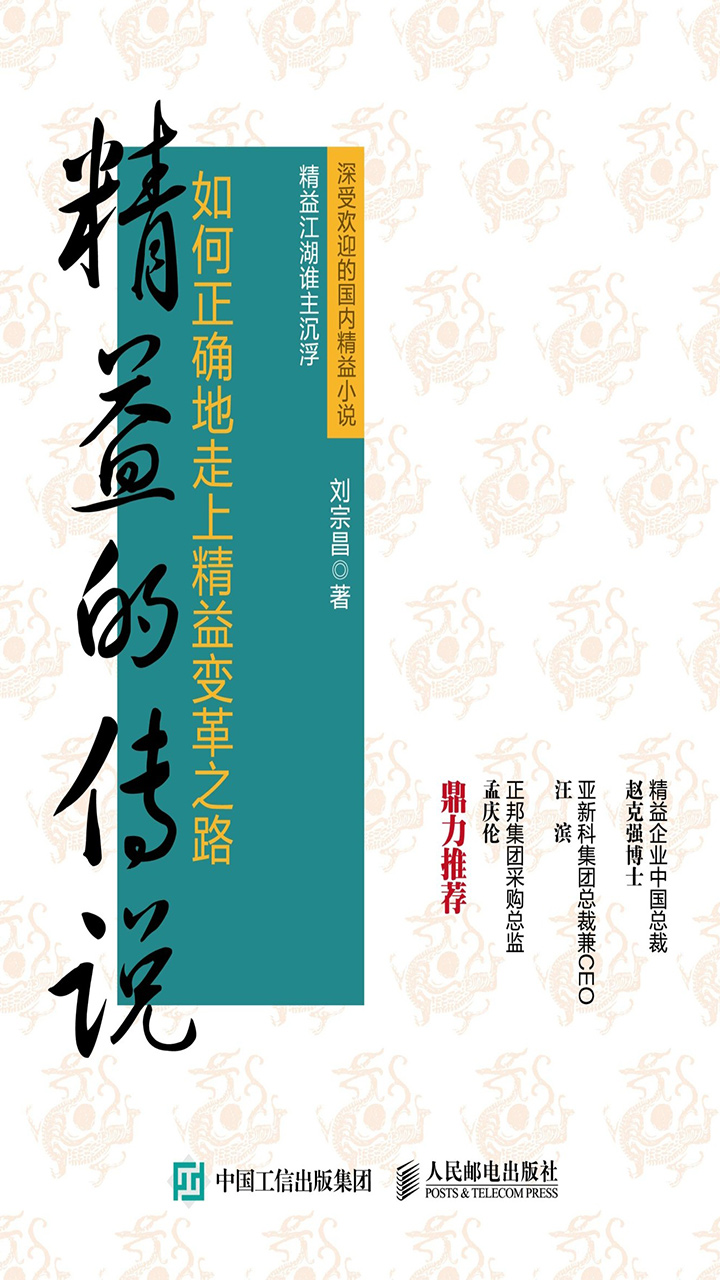 精益的传说
如何正确地走上精益变革之路
深受欢迎的国内精益小说
精益江湖谁主沉浮
刘宗昌◎著
精益企业中国总裁
赵克强博士
亚新科集团总裁兼CEO
汪滨
正邦集团采购总监
孟庆伦
鼎力推荐
中国工信出版集团
人民邮电出版社
POSTS & TELECOM PRESS